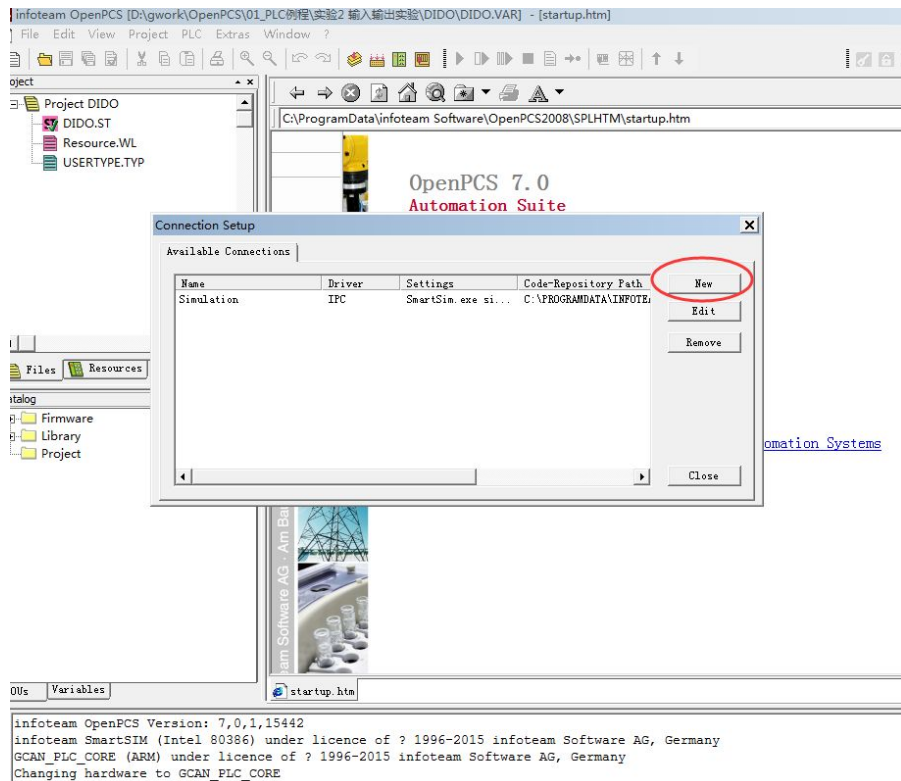 infoteam OpenPCS [D:\gwork\OpenPCS\01_PLC例程\实验2 输入输出实验\DIDO\DIDO.VAR] - [startup.htm]
File Edit View Project PLC Extras Window ?
oject
Project DIDO
DIDO.ST
Resource.WL
USERTYPE.TYP
C:\ProgramData\infoteam Software\OpenPCS2008\SPLHTM\startup.htm
OpenPCS 7.0
Automation Suite
Connection Setup
Available Connections
Name Driver Settings Code-Repository Path
Simulation IPC SmartSim.exe si... C:\PROGRAMDATA\INFOTE
New
Edit
Remove
Close
Files Resources
atalog
Firmware
Library
Project
omation Systems
am Software AG · Am Ba
OUs Variables
startup.htm
infoteam OpenPCS Version: 7,0,1,15442
infoteam SmartSIM (Intel 80386) under licence of ? 1996-2015 infoteam Software AG, Germany
GCAN_PLC_CORE (ARM) under licence of ? 1996-2015 infoteam Software AG, Germany
Changing hardware to GCAN_PLC_CORE